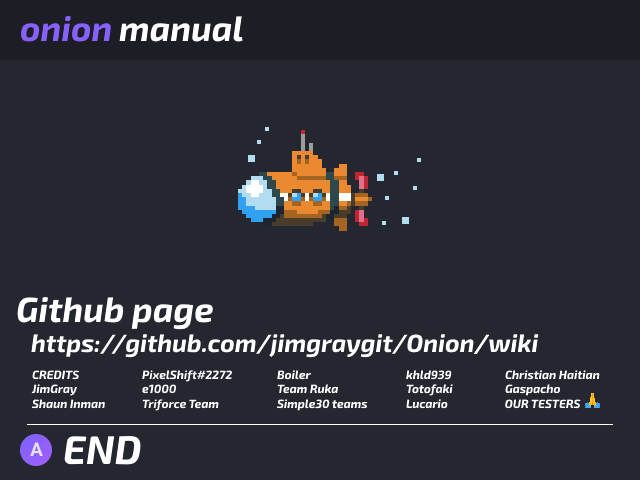 onion manual
Github page
https://github.com/jimgraygit/Onion/wiki
CREDITS PixelShift#2272 Boiler khld939 Christian Haitian
JimGray e1000 Team Ruka Totofaki Gaspacho
Shaun Inman Triforce Team Simple30 teams Lucario OUR TESTERS 🙏
A END